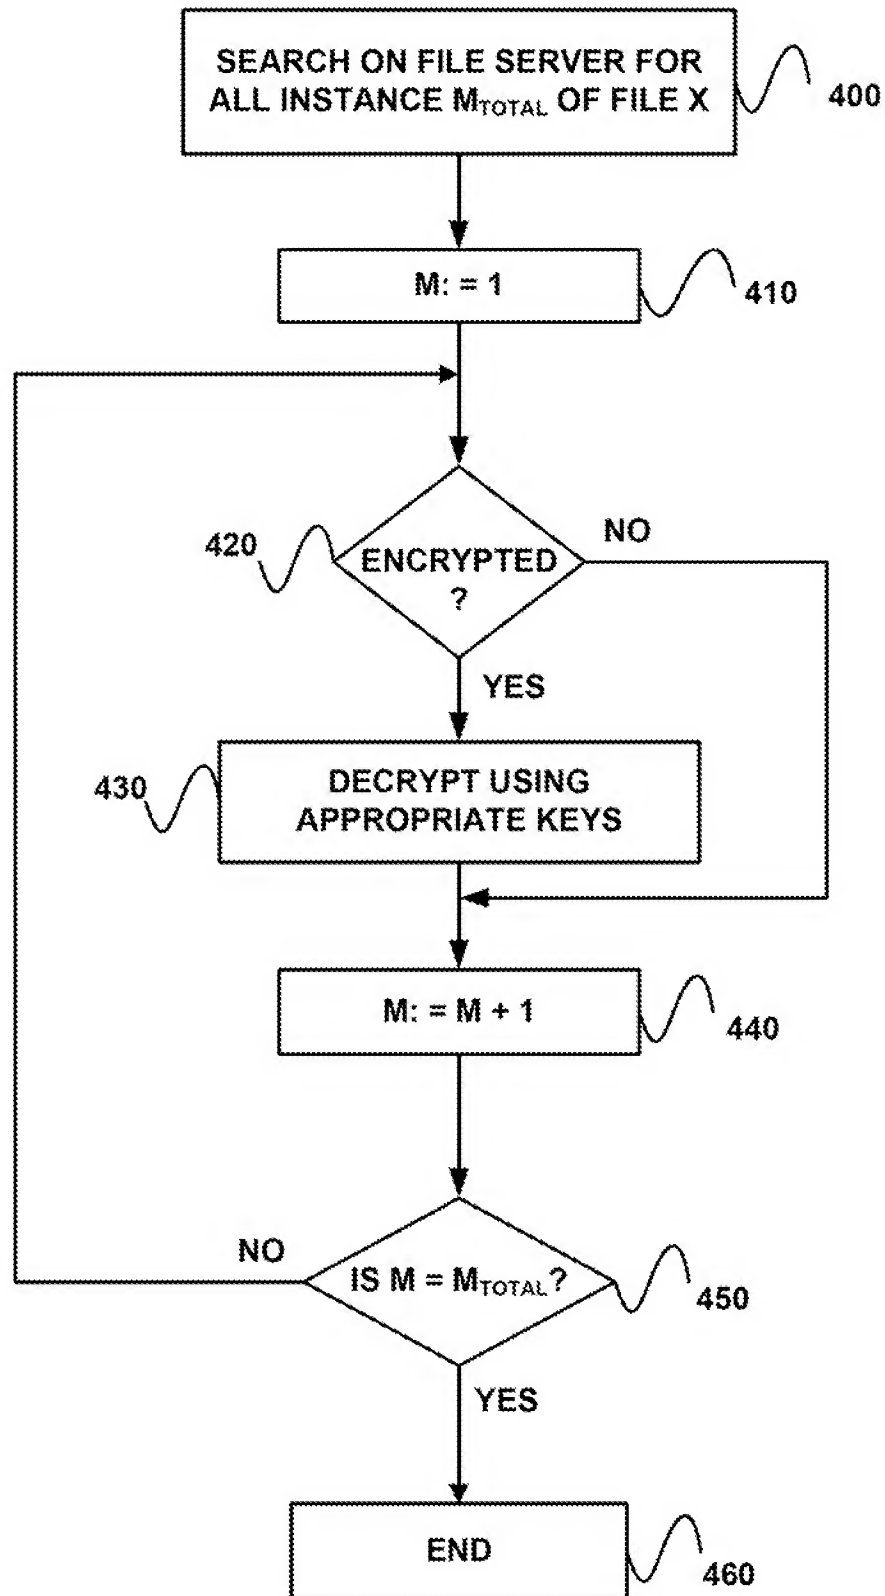 SEARCH ON FILE SERVER FOR
ALL INSTANCE MTOTAL OF FILE X
400
M: = 1
410
420
ENCRYPTED
?
NO
YES
430
DECRYPT USING
APPROPRIATE KEYS
M: = M + 1
440
NO
IS M = MTOTAL?
450
YES
END
460